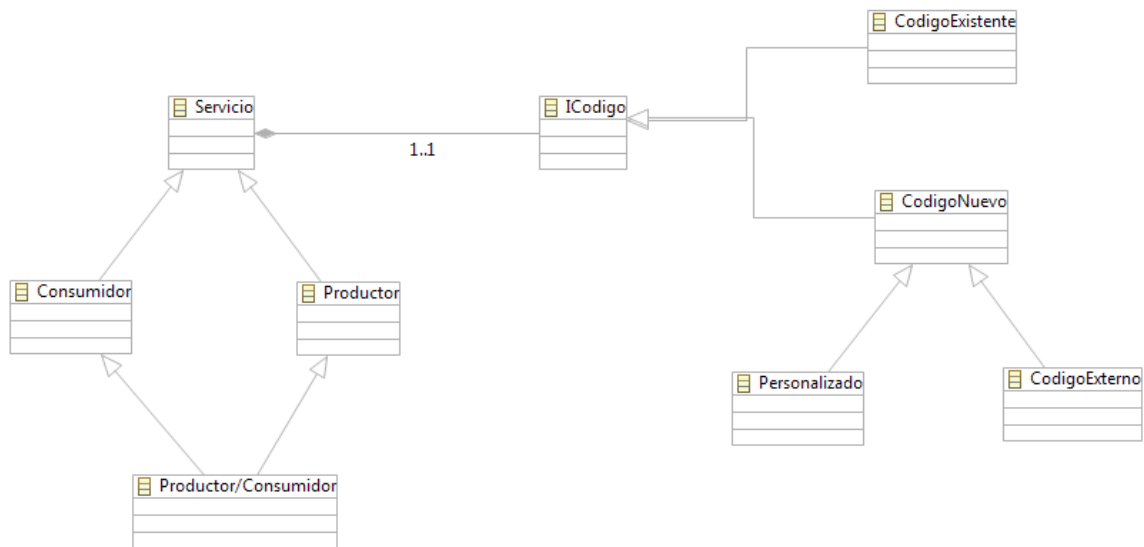 CodigoExistente
Servicio
ICodigo
1..1
CodigoNuevo
Consumidor
Productor
Personalizado
CodigoExterno
Productor/Consumidor